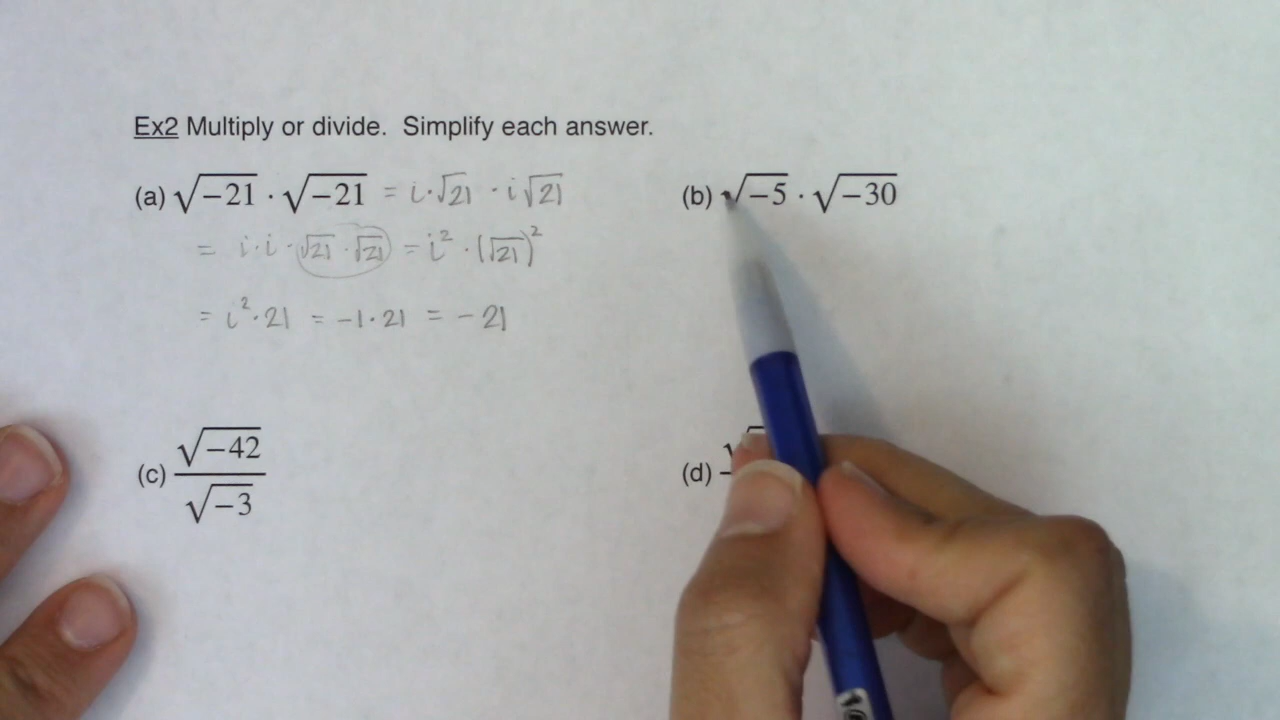 Ex2 Multiply or divide. Simplify each answer.
(a) √−21 · √−21 = i·√21 · i√21
= i·i·√21·√21 = i²·(√21)²
= i²·21 = −1·21 = −21
(b) √−5 · √−30
(c) √−42
√−3
(d)